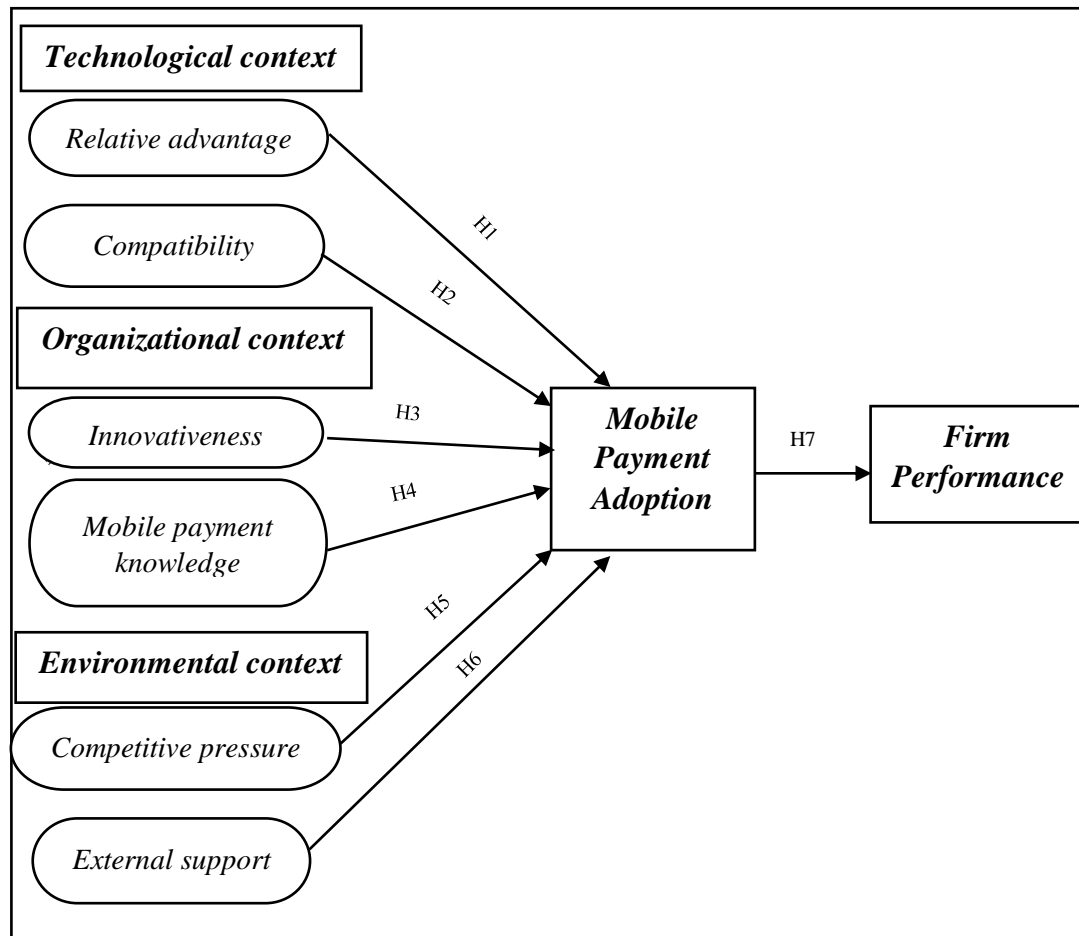 Technological context
Relative advantage
H1
Compatibility
H2
Organizational context
Innovativeness
H3
Mobile payment
knowledge
H4
Mobile
Payment
Adoption
H7
Firm
Performance
Environmental context
H5
Competitive pressure
H6
External support